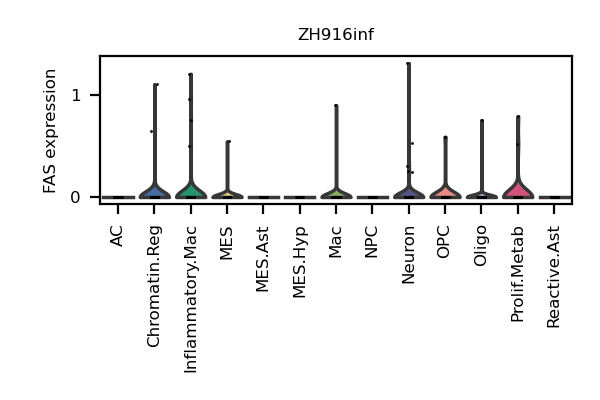 ZH916inf
FAS expression
1
0
AC
Chromatin.Reg
Inflammatory.Mac
MES
MES.Ast
MES.Hyp
Mac
NPC
Neuron
OPC
Oligo
Prolif.Metab
Reactive.Ast